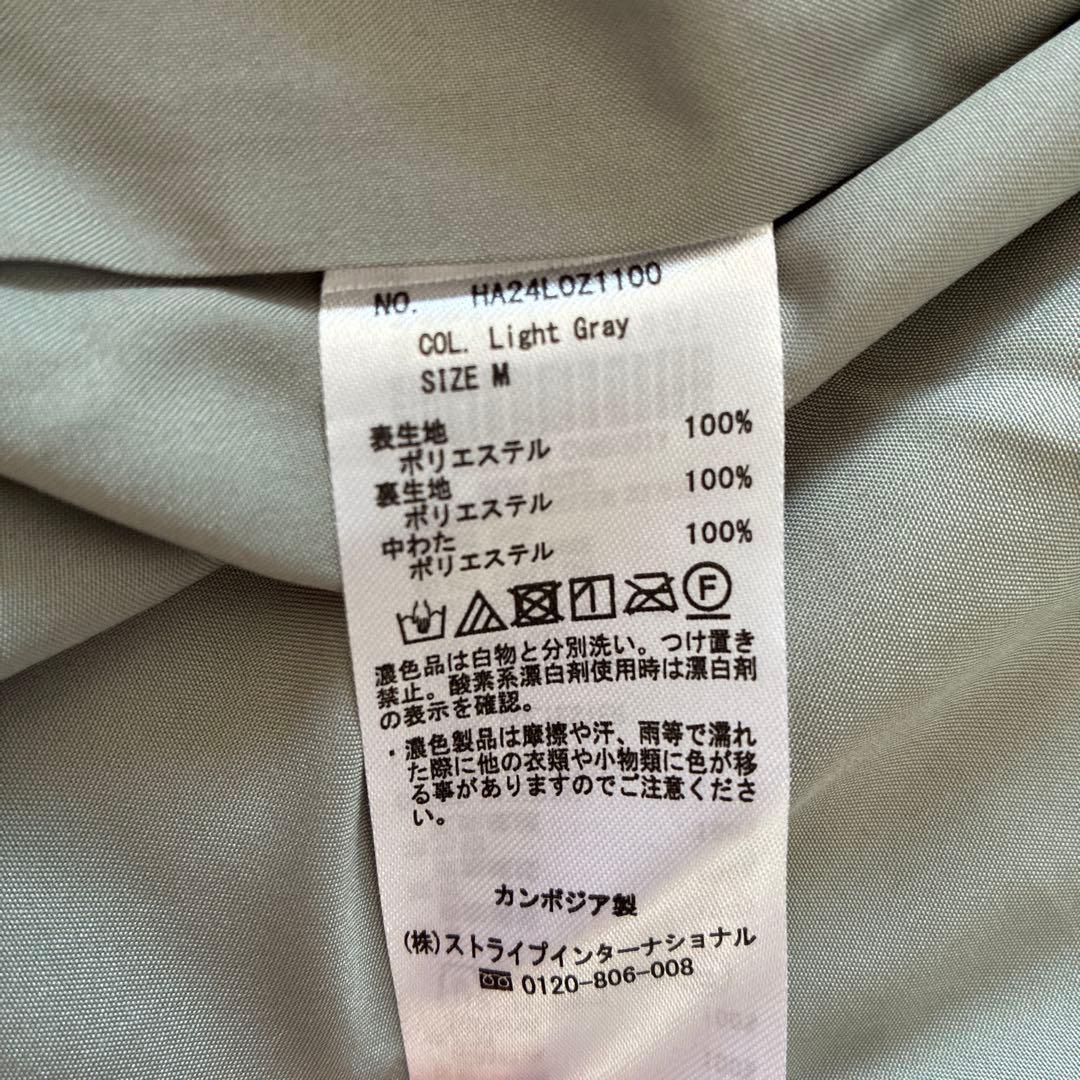 NO. HA24LOZ1100
COL. Light Gray
SIZE M
表生地
ポリエステル 100%
裏生地
ポリエステル 100%
中わた
ポリエステル 100%
F
濃色品は白物と分別洗い。つけ置き
禁止。酸素系漂白剤使用時は漂白剤
の表示を確認。
・濃色製品は摩擦や汗、雨等で濡れ
た際に他の衣類や小物類に色が移
る事がありますのでご注意くださ
い。
カンボジア製
(株)ストライプインターナショナル
0120-806-008